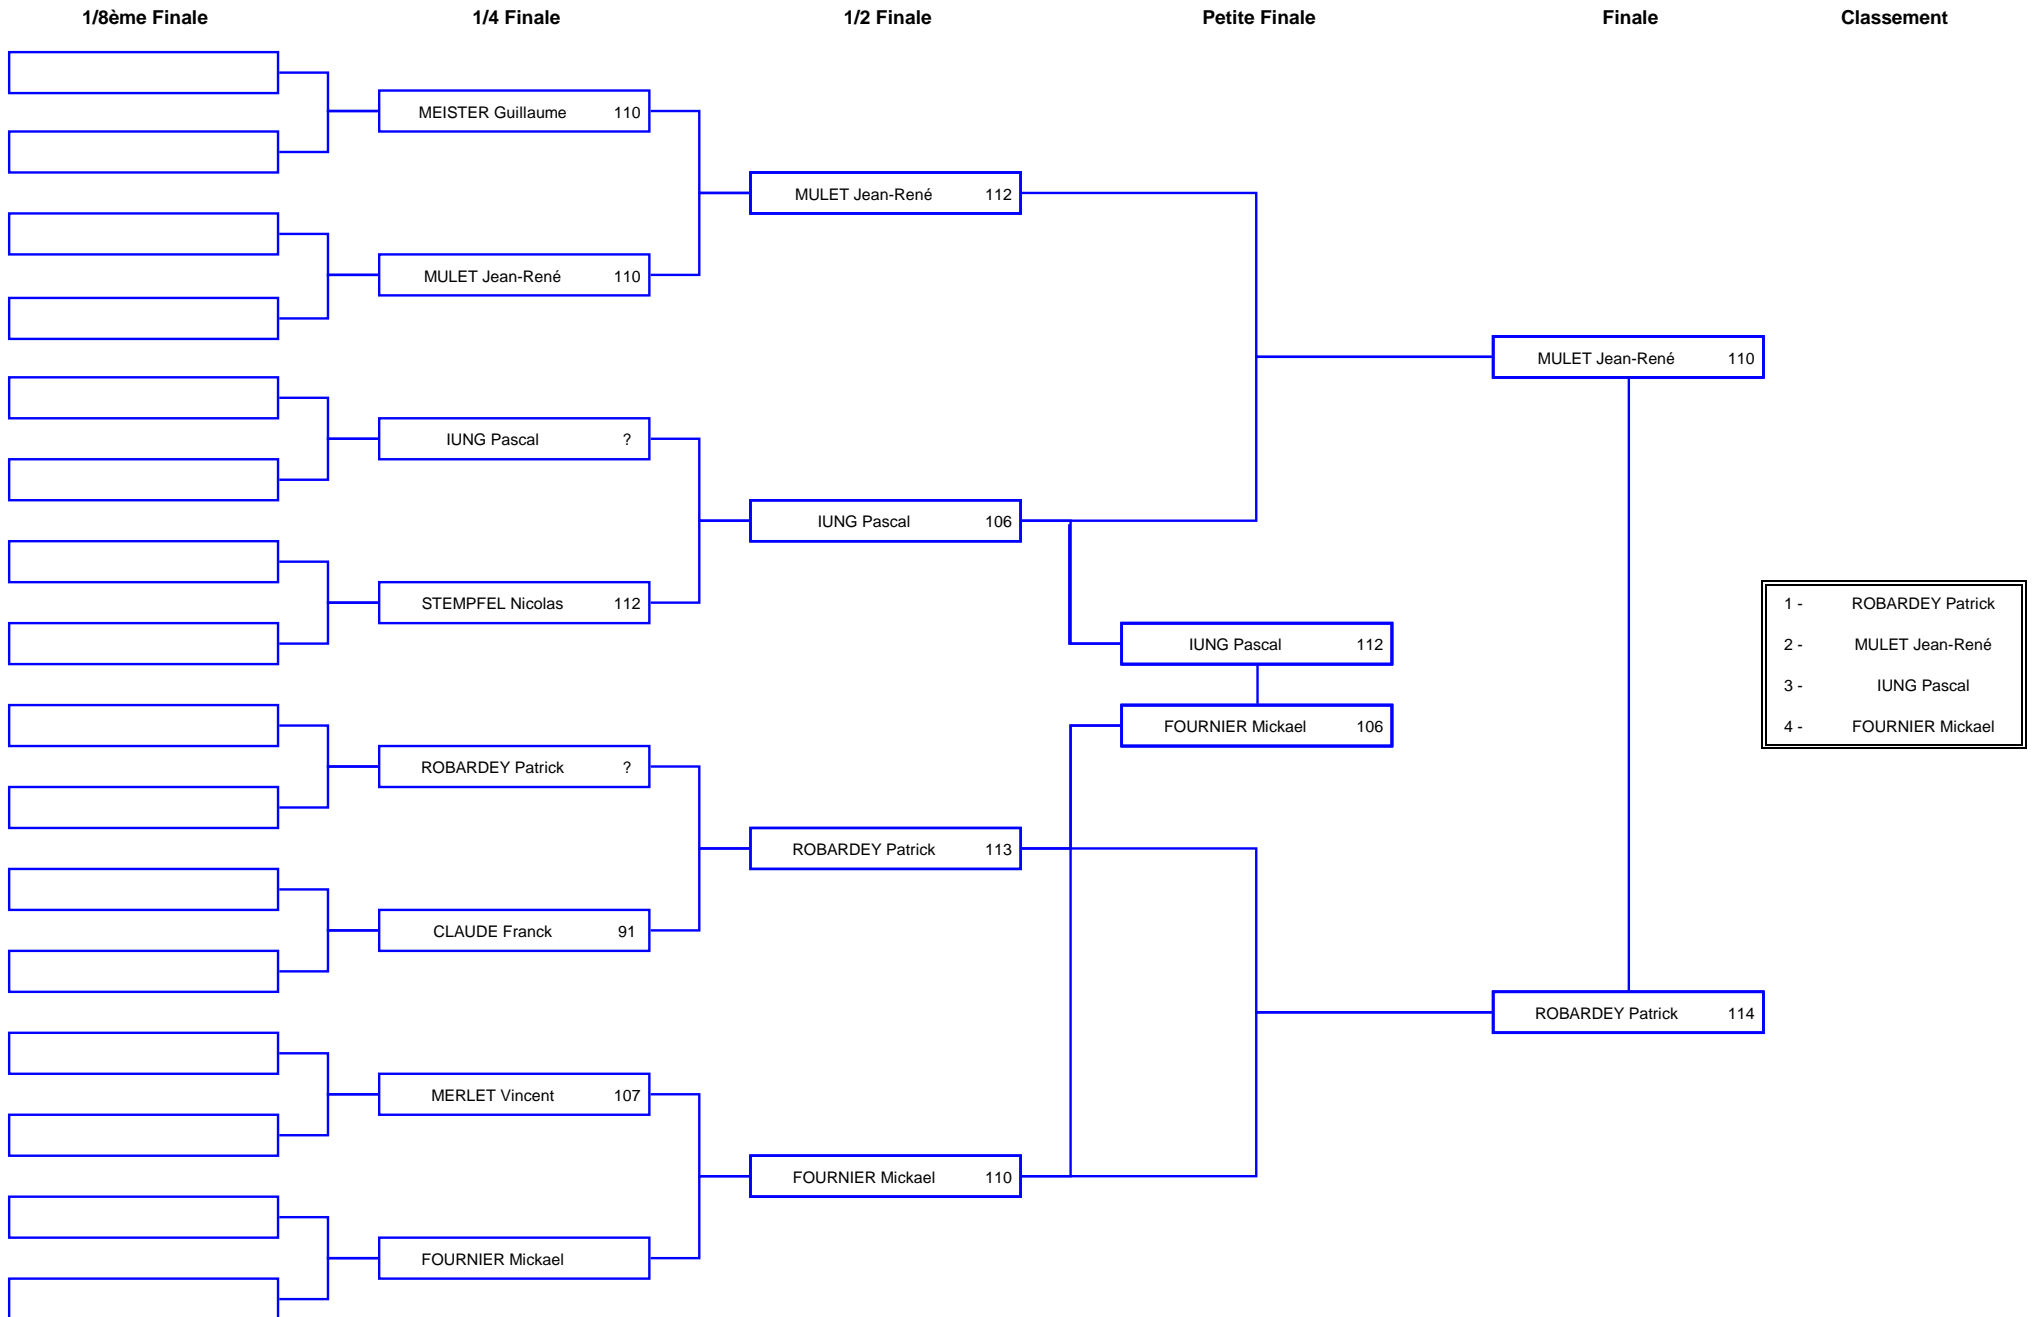 1/8ème Finale 1/4 Finale 1/2 Finale Petite Finale Finale Classement
MEISTER Guillaume 110
MULET Jean-René 112
MULET Jean-René 110
MULET Jean-René 110
IUNG Pascal ?
IUNG Pascal 106
STEMPFEL Nicolas 112
1 - ROBARDEY Patrick
IUNG Pascal 112
2 - MULET Jean-René
3 - IUNG Pascal
FOURNIER Mickael 106
4 - FOURNIER Mickael
ROBARDEY Patrick ?
ROBARDEY Patrick 113
CLAUDE Franck 91
ROBARDEY Patrick 114
MERLET Vincent 107
FOURNIER Mickael 110
FOURNIER Mickael